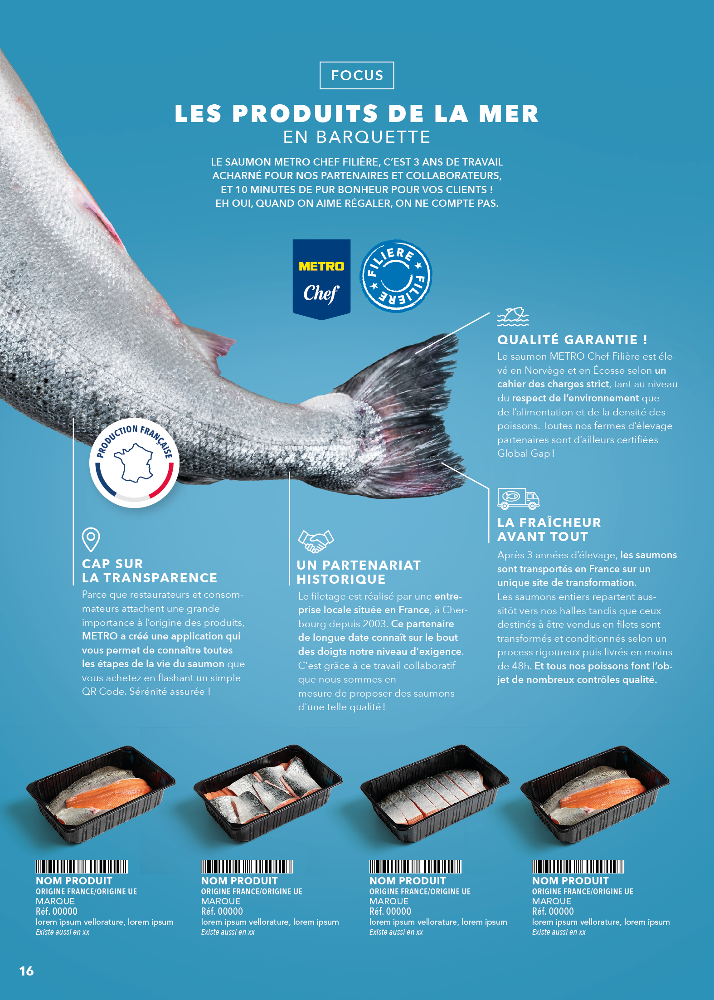 FOCUS
LES PRODUITS DE LA MER
EN BARQUETTE
LE SAUMON METRO CHEF FILIÈRE, C’EST 3 ANS DE TRAVAIL
ACHARNÉ POUR NOS PARTENAIRES ET COLLABORATEURS,
ET 10 MINUTES DE PUR BONHEUR POUR VOS CLIENTS !
EH OUI, QUAND ON AIME RÉGALER, ON NE COMPTE PAS.
METRO
Chef
FILIERE ★ FILIERE ★ FILIERE ★
QUALITÉ GARANTIE !
Le saumon METRO Chef Filière est éle-
vé en Norvège et en Écosse selon un
cahier des charges strict, tant au niveau
du respect de l’environnement que
de l’alimentation et de la densité des
poissons. Toutes nos fermes d’élevage
partenaires sont d’ailleurs certifiées
Global Gap !
PRODUCTION FRANÇAISE
CAP SUR
LA TRANSPARENCE
Parce que restaurateurs et consom-
mateurs attachent une grande
importance à l’origine des produits,
METRO a créé une application qui
vous permet de connaître toutes
les étapes de la vie du saumon que
vous achetez en flashant un simple
QR Code. Sérénité assurée !
UN PARTENARIAT
HISTORIQUE
Le filetage est réalisé par une entre-
prise locale située en France, à Cher-
bourg depuis 2003. Ce partenaire
de longue date connaît sur le bout
des doigts notre niveau d'exigence.
C'est grâce à ce travail collaboratif
que nous sommes en
mesure de proposer des saumons
d'une telle qualité !
LA FRAÎCHEUR
AVANT TOUT
Après 3 années d’élevage, les saumons
sont transportés en France sur un
unique site de transformation.
Les saumons entiers repartent aus-
sitôt vers nos halles tandis que ceux
destinés à être vendus en filets sont
transformés et conditionnés selon un
process rigoureux puis livrés en moins
de 48h. Et tous nos poissons font l’ob-
jet de nombreux contrôles qualité.
NOM PRODUIT
ORIGINE FRANCE/ORIGINE UE
MARQUE
Réf. 00000
lorem ipsum vellorature, lorem ipsum
Existe aussi en xx
NOM PRODUIT
ORIGINE FRANCE/ORIGINE UE
MARQUE
Réf. 00000
lorem ipsum vellorature, lorem ipsum
Existe aussi en xx
NOM PRODUIT
ORIGINE FRANCE/ORIGINE UE
MARQUE
Réf. 00000
lorem ipsum vellorature, lorem ipsum
Existe aussi en xx
NOM PRODUIT
ORIGINE FRANCE/ORIGINE UE
MARQUE
Réf. 00000
lorem ipsum vellorature, lorem ipsum
Existe aussi en xx
16